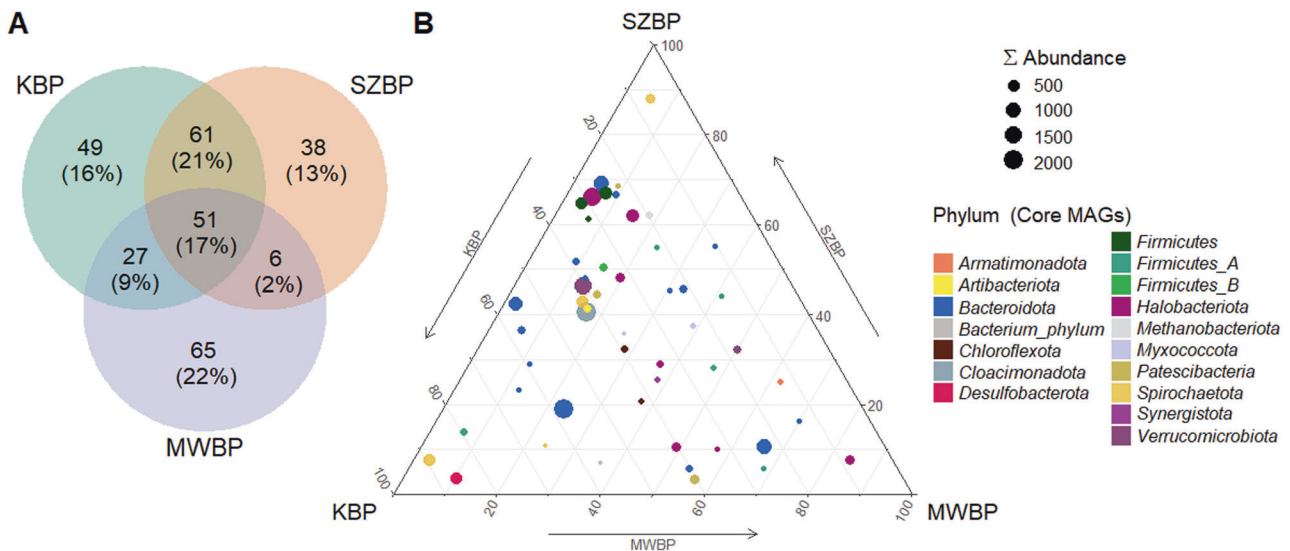 A
KBP
SZBP
49
(16%)
61
(21%)
38
(13%)
51
(17%)
27
(9%)
6
(2%)
65
(22%)
MWBP
B
SZBP
100
80
60
40
20
SZBP
20
40
60
80
100
KBP
KBP
MWBP
20
40
60
80
100
MWBP
Σ Abundance
500
1000
1500
2000
Phylum (Core MAGs)
Armatimonadota
Artibacteriota
Bacteroidota
Bacterium_phylum
Chloroflexota
Cloacimonadota
Desulfobacterota
Firmicutes
Firmicutes_A
Firmicutes_B
Halobacteriota
Methanobacteriota
Myxococcota
Patescibacteria
Spirochaetota
Synergistota
Verrucomicrobiota